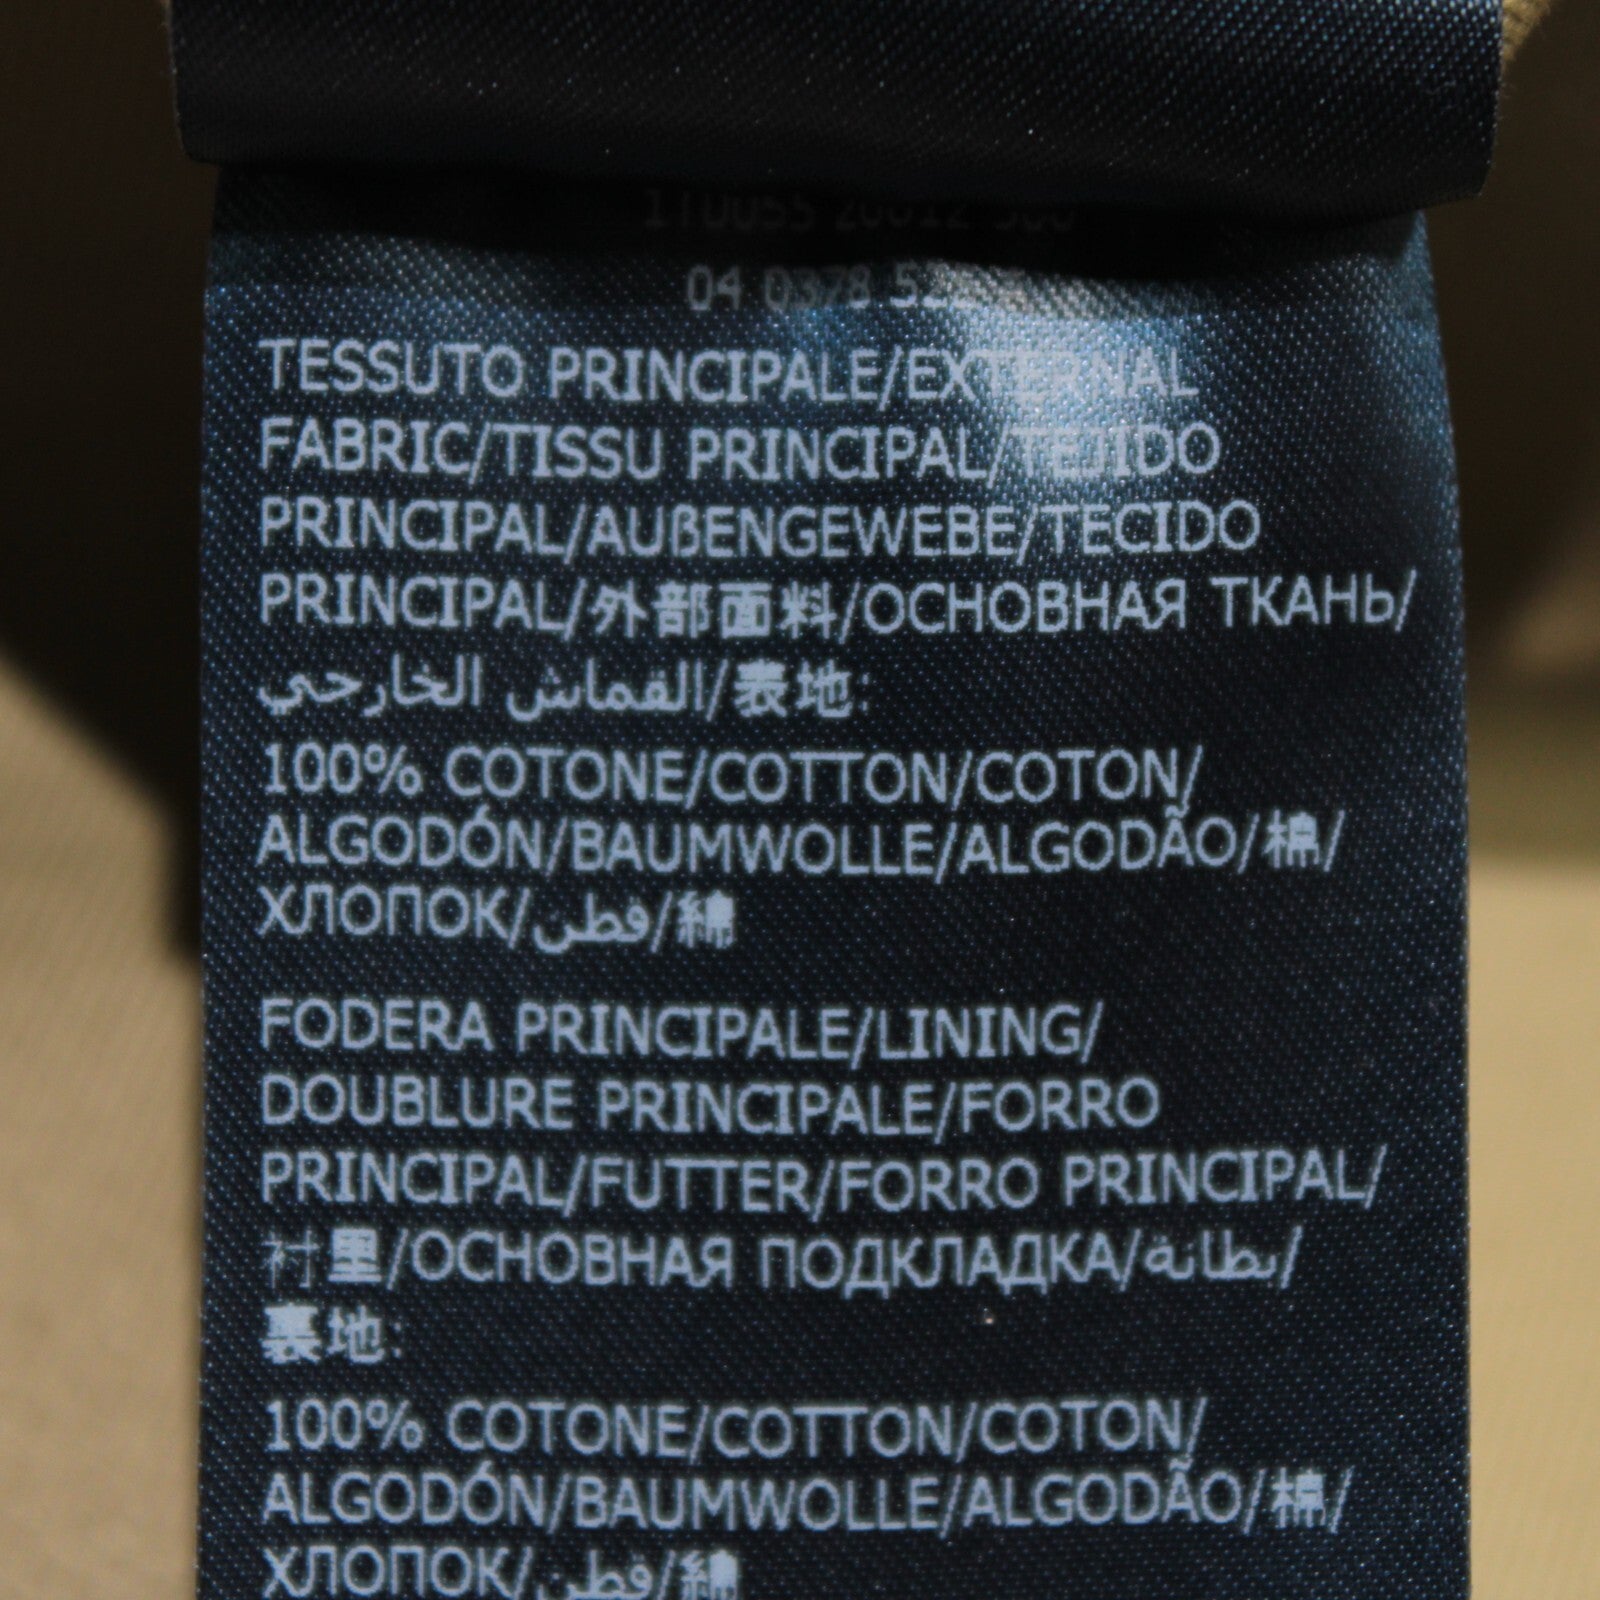 04 0378
TESSUTO PRINCIPALE/EXTERNAL
FABRIC/TISSU PRINCIPAL/TEJIDO
PRINCIPAL/AUßENGEWEBE/TECIDO
PRINCIPAL/外部面料/ОСНОВНАЯ ТКАНЬ/
القماش الخارجي/表地:
100% COTONE/COTTON/COTON/
ALGODÓN/BAUMWOLLE/ALGODÃO/棉/
ХЛОПОК/قطن/綿
FODERA PRINCIPALE/LINING/
DOUBLURE PRINCIPALE/FORRO
PRINCIPAL/FUTTER/FORRO PRINCIPAL/
衬里/ОСНОВНАЯ ПОДКЛАДКА/بطانة/
裏地:
100% COTONE/COTTON/COTON/
ALGODÓN/BAUMWOLLE/ALGODÃO/棉/
ХЛОПОК/قطن/綿